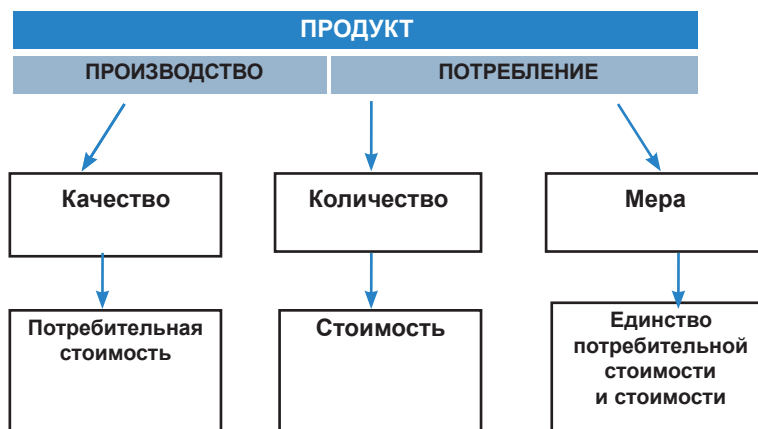 ПРОДУКТ
ПРОИЗВОДСТВО
ПОТРЕБЛЕНИЕ
Качество
Количество
Мера
Потребительная
стоимость
Стоимость
Единство
потребительной
стоимости
и стоимости